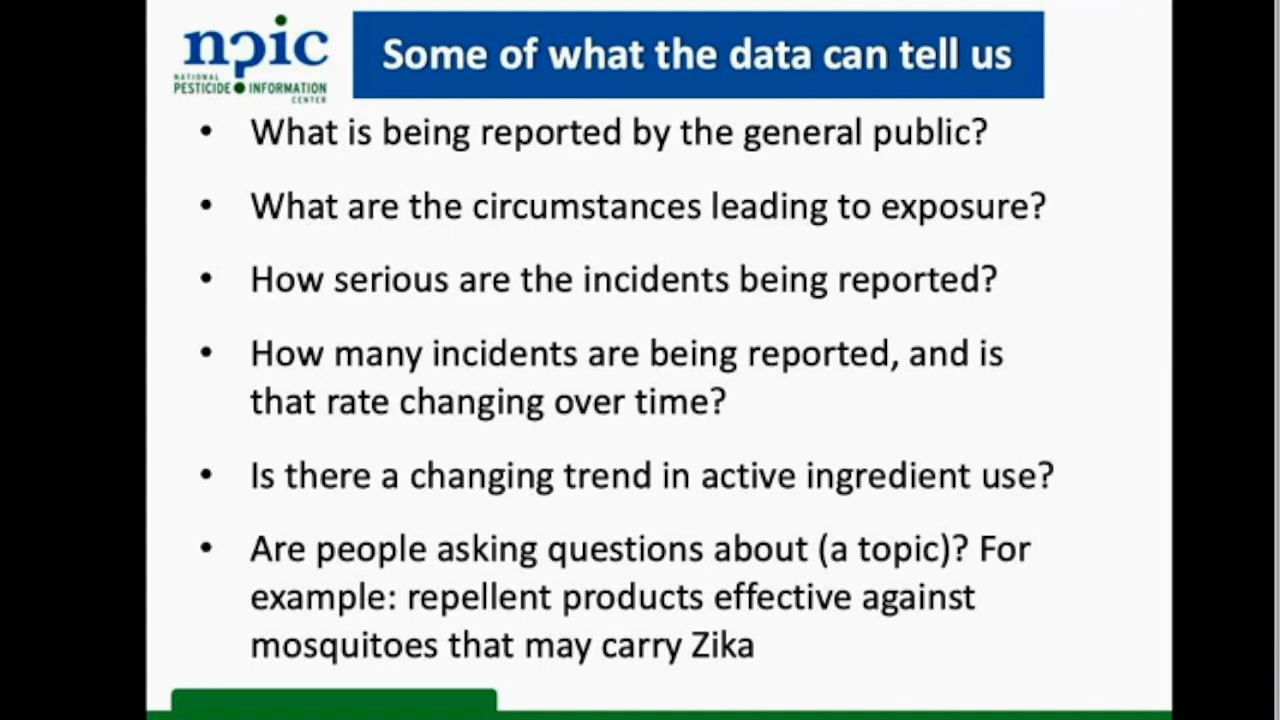 npic
NATIONAL
PESTICIDE INFORMATION
CENTER
Some of what the data can tell us
• What is being reported by the general public?
• What are the circumstances leading to exposure?
• How serious are the incidents being reported?
• How many incidents are being reported, and is
that rate changing over time?
• Is there a changing trend in active ingredient use?
• Are people asking questions about (a topic)? For
example: repellent products effective against
mosquitoes that may carry Zika